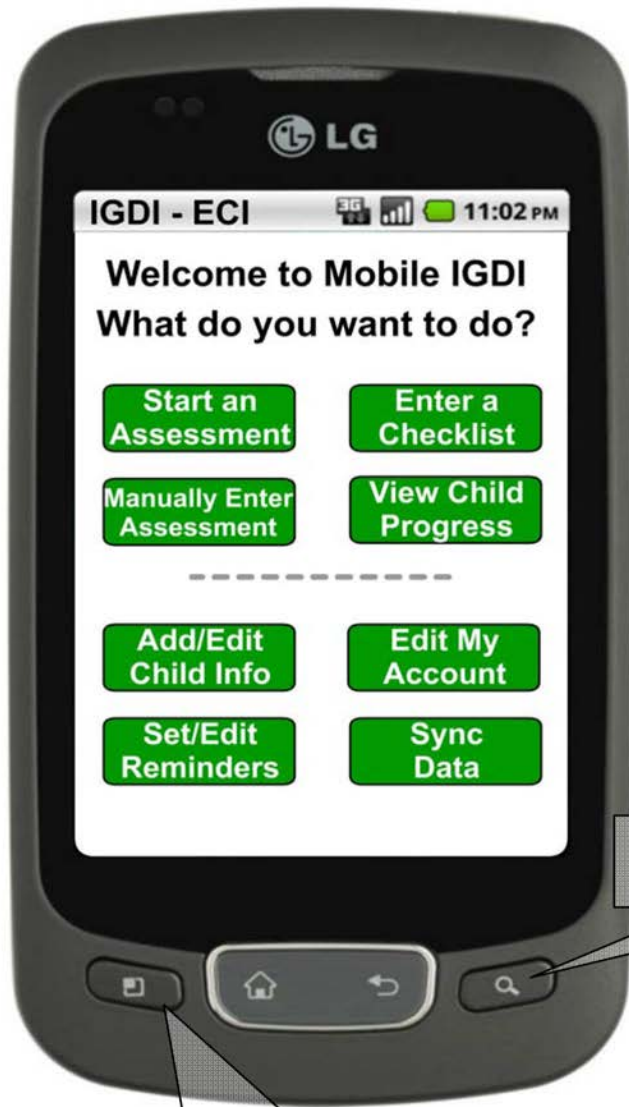 LG
IGDI - ECI 3G 11:02 PM
Welcome to Mobile IGDI
What do you want to do?
Start an
Assessment
Enter a
Checklist
Manually Enter
Assessment
View Child
Progress
Add/Edit
Child Info
Edit My
Account
Set/Edit
Reminders
Sync
Data